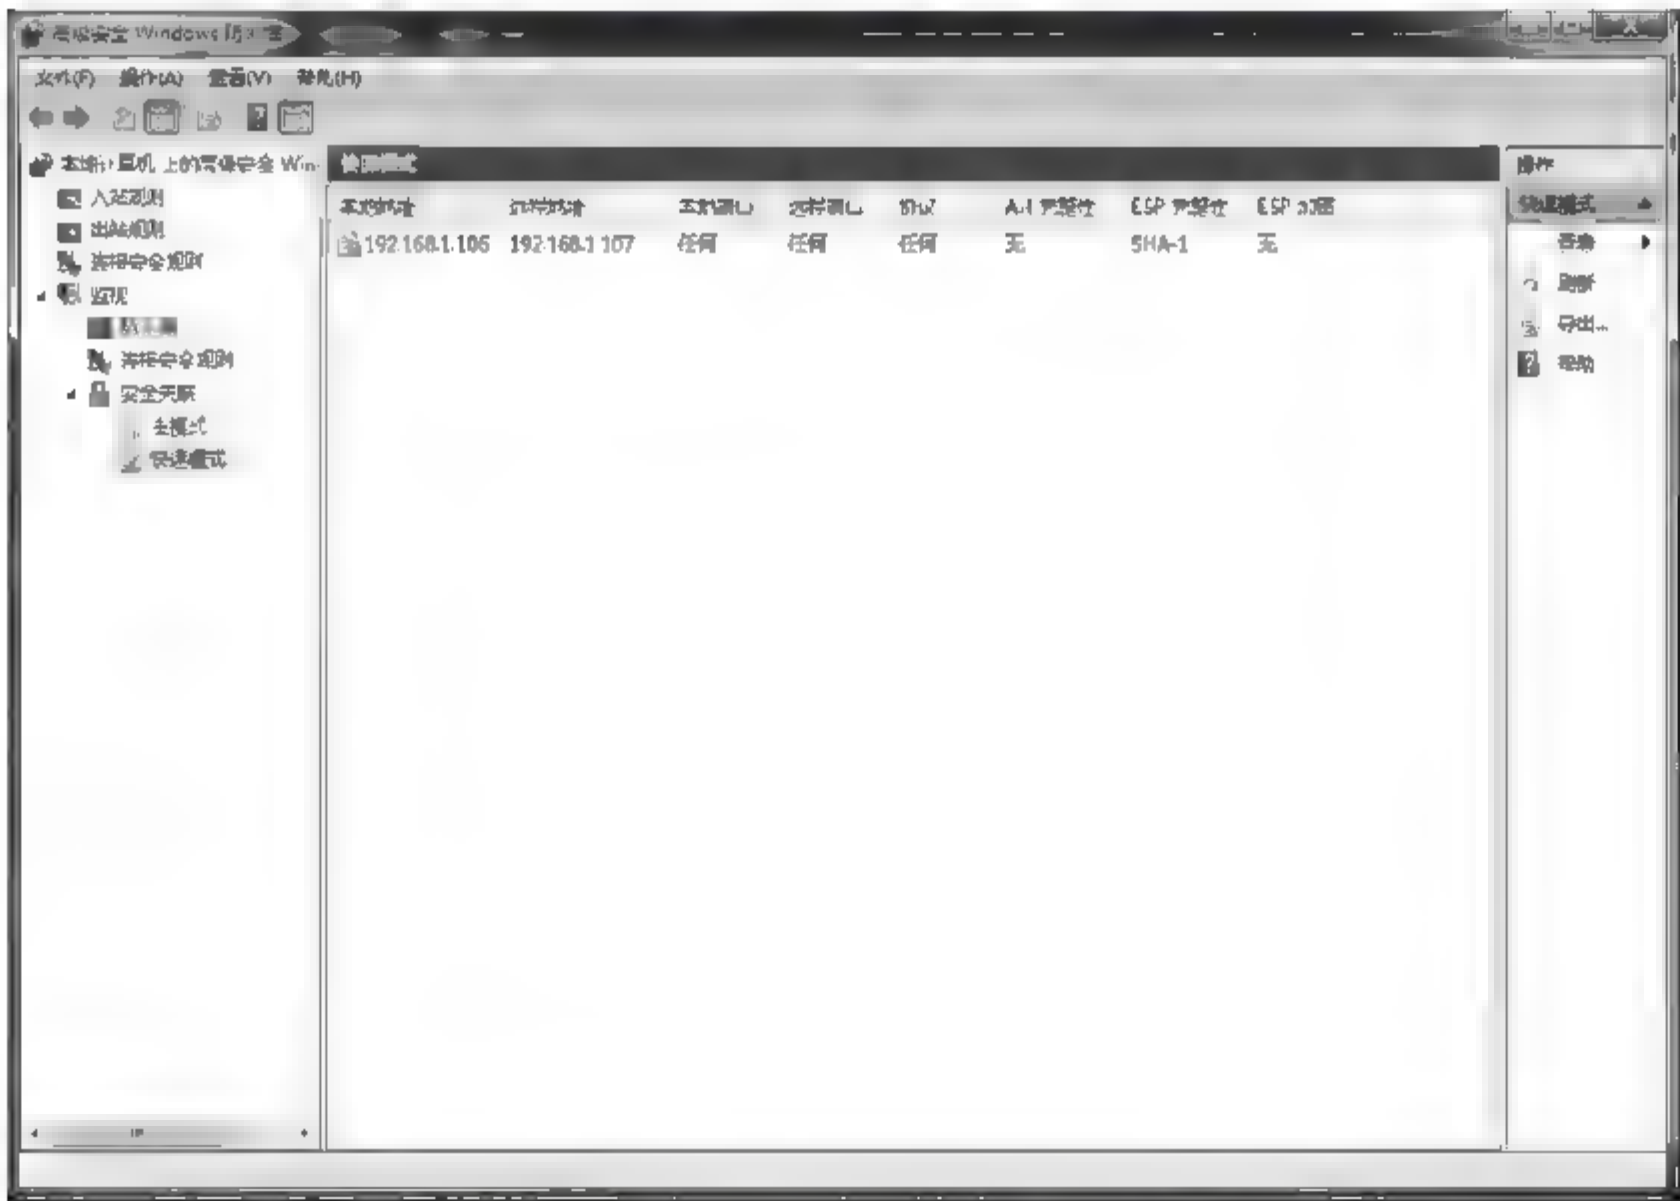 高级安全 Windows 防火墙
文件(F) 操作(A) 查看(V) 帮助(H)
本地计算机 上的高级安全 Win
入站规则
出站规则
连接安全规则
监视
防火墙
连接安全规则
安全关联
主模式
快速模式
快速模式
本地地址 远程地址 本地端口 远程端口 协议 AH 完整性 ESP 完整性 ESP 加密
192.168.1.106 192.168.1.107 任何 任何 任何 无 SHA-1 无
操作
快速模式
查看
刷新
导出...
帮助